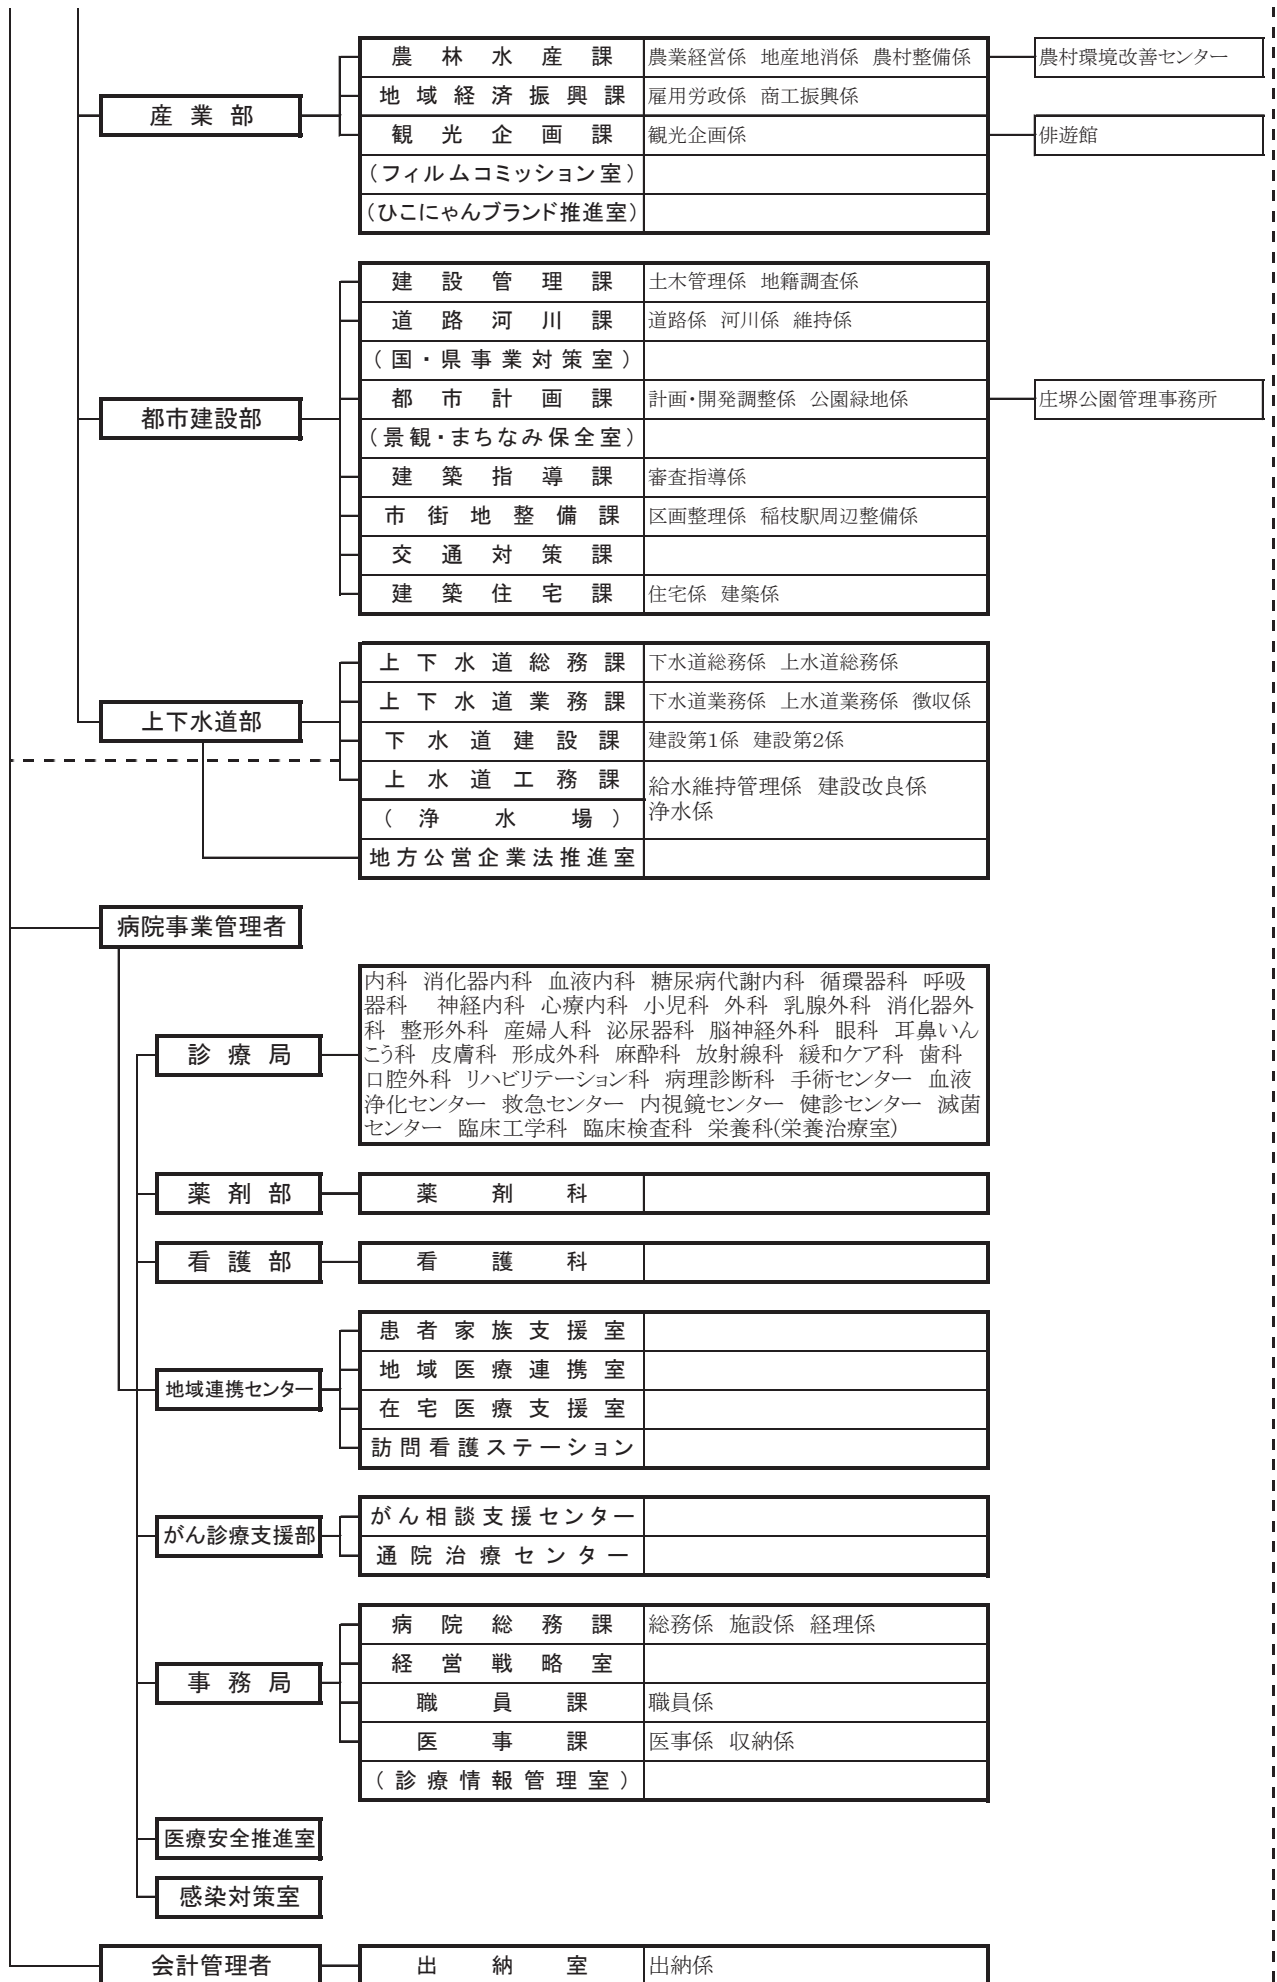 産業部
農林水産課 農業経営係 地産地消係 農村整備係 農村環境改善センター
地域経済振興課 雇用労政係 商工振興係
観光企画課 観光企画係 俳遊館
(フィルムコミッション室)
(ひこにゃんブランド推進室)
都市建設部
建設管理課 土木管理係 地籍調査係
道路河川課 道路係 河川係 維持係
(国・県事業対策室)
都市計画課 計画・開発調整係 公園緑地係 庄堺公園管理事務所
(景観・まちなみ保全室)
建築指導課 審査指導係
市街地整備課 区画整理係 稲枝駅周辺整備係
交通対策課
建築住宅課 住宅係 建築係
上下水道部
上下水道総務課 下水道総務係 上水道総務係
上下水道業務課 下水道業務係 上水道業務係 徴収係
下水道建設課 建設第1係 建設第2係
上水道工務課 給水維持管理係 建設改良係
(浄水場) 浄水係
地方公営企業法推進室
病院事業管理者
診療局
内科 消化器内科 血液内科 糖尿病代謝内科 循環器科 呼吸
器科 神経内科 心療内科 小児科 外科 乳腺外科 消化器外
科 整形外科 産婦人科 泌尿器科 脳神経外科 眼科 耳鼻いん
こう科 皮膚科 形成外科 麻酔科 放射線科 緩和ケア科 歯科
口腔外科 リハビリテーション科 病理診断科 手術センター 血液
浄化センター 救急センター 内視鏡センター 健診センター 滅菌
センター 臨床工学科 臨床検査科 栄養科(栄養治療室)
薬剤部 薬剤科
看護部 看護科
地域連携センター
患者家族支援室
地域医療連携室
在宅医療支援室
訪問看護ステーション
がん診療支援部
がん相談支援センター
通院治療センター
事務局
病院総務課 総務係 施設係 経理係
経営戦略室
職員課 職員係
医事課 医事係 収納係
(診療情報管理室)
医療安全推進室
感染対策室
会計管理者 出納室 出納係